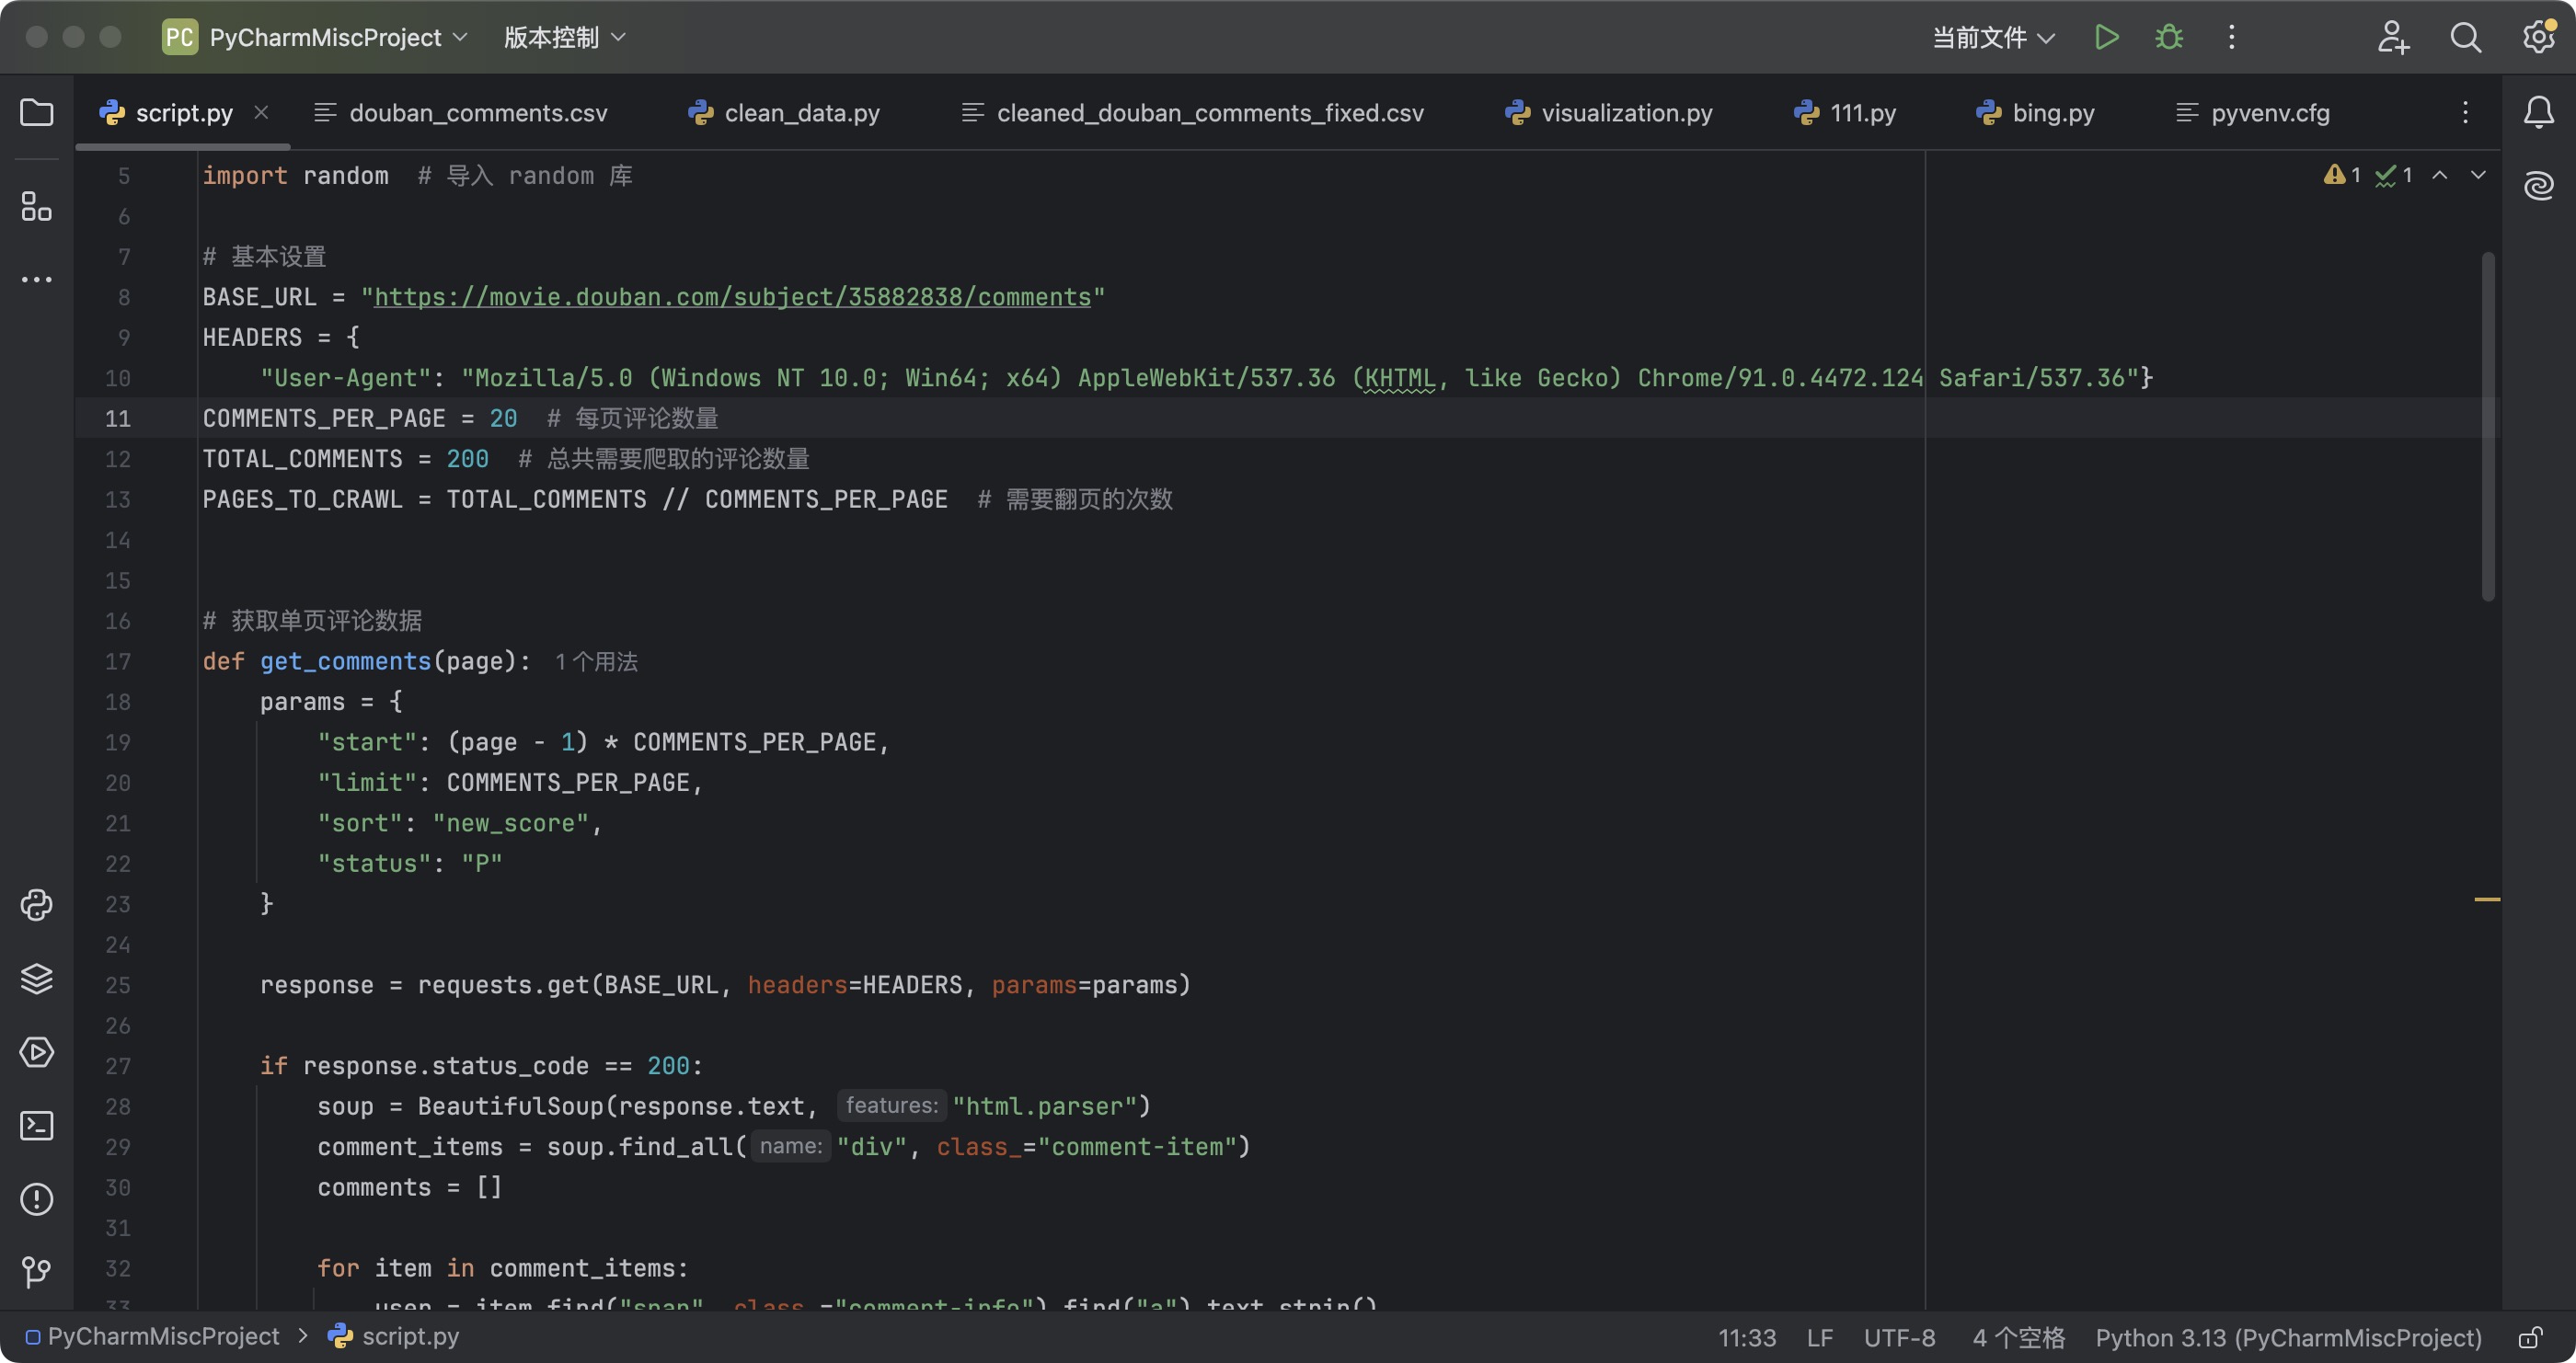 PC PyCharmMiscProject 版本控制 当前文件
script.py douban_comments.csv clean_data.py cleaned_douban_comments_fixed.csv visualization.py 111.py bing.py pyvenv.cfg
5 import random  # 导入 random 库 1 1
6
7 # 基本设置
8 BASE_URL = "https://movie.douban.com/subject/35882838/comments"
9 HEADERS = {
10     "User-Agent": "Mozilla/5.0 (Windows NT 10.0; Win64; x64) AppleWebKit/537.36 (KHTML, like Gecko) Chrome/91.0.4472.124 Safari/537.36"}
11 COMMENTS_PER_PAGE = 20  # 每页评论数量
12 TOTAL_COMMENTS = 200  # 总共需要爬取的评论数量
13 PAGES_TO_CRAWL = TOTAL_COMMENTS // COMMENTS_PER_PAGE  # 需要翻页的次数
14
15
16 # 获取单页评论数据
17 def get_comments(page): 1 个用法
18     params = {
19         "start": (page - 1) * COMMENTS_PER_PAGE,
20         "limit": COMMENTS_PER_PAGE,
21         "sort": "new_score",
22         "status": "P"
23     }
24
25     response = requests.get(BASE_URL, headers=HEADERS, params=params)
26
27     if response.status_code == 200:
28         soup = BeautifulSoup(response.text, features: "html.parser")
29         comment_items = soup.find_all( name: "div", class_="comment-item")
30         comments = []
31
32         for item in comment_items:
33             user = item.find("span", class_="comment-info").find("a").text.strip()
PyCharmMiscProject > script.py 11:33 LF UTF-8 4 个空格 Python 3.13 (PyCharmMiscProject)